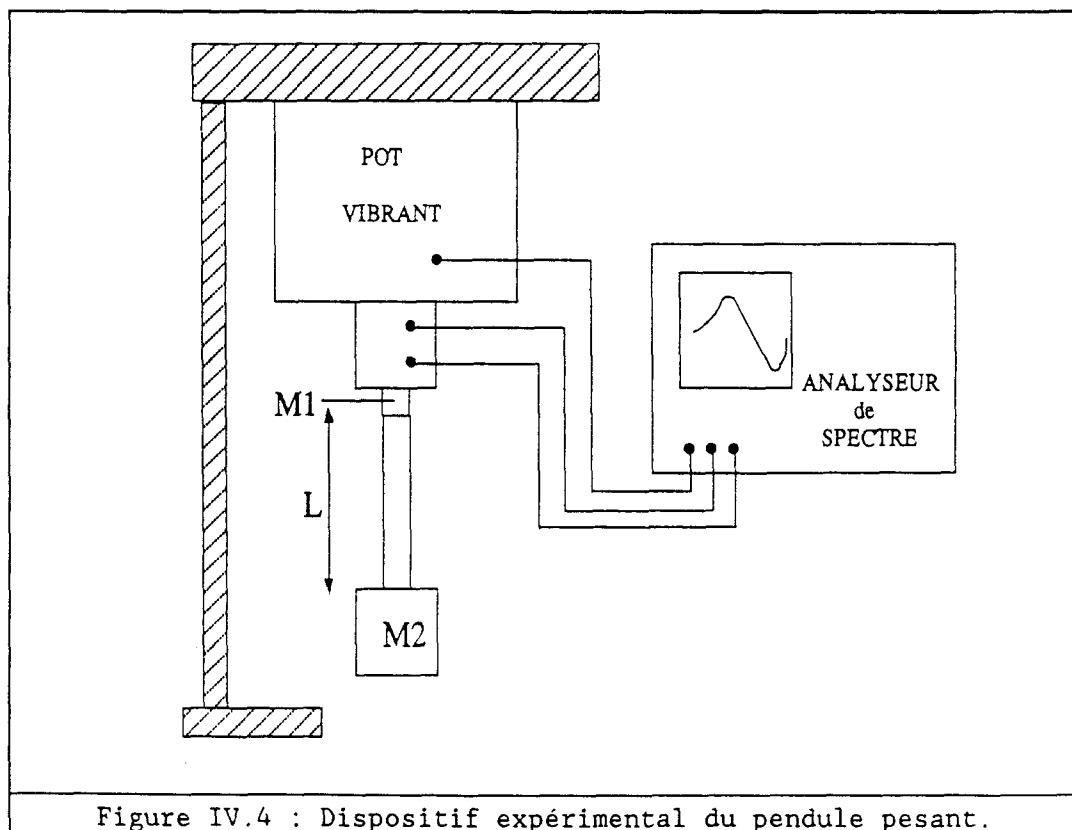 POT
VIBRANT
M1
L
M2
ANALYSEUR
de
SPECTRE
Figure IV.4 : Dispositif expérimental du pendule pesant.